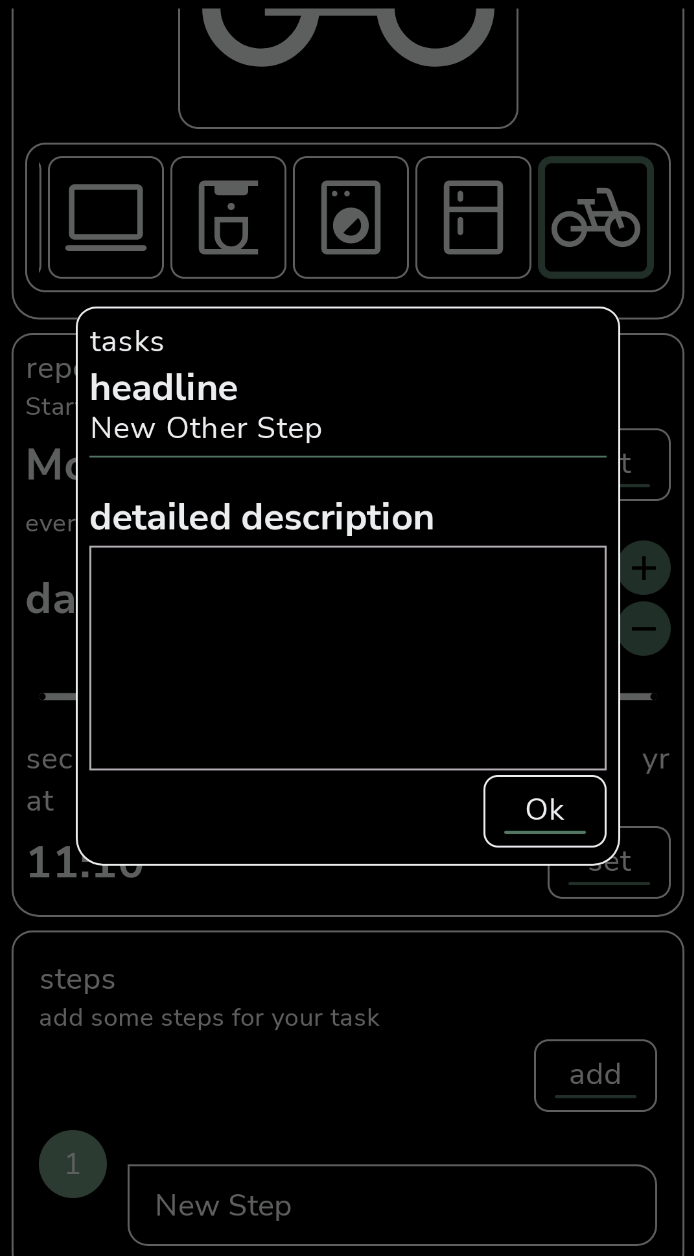 repe
Star
tasks
headline
New Other Step
Mo
t
detailed description
ever
da
+
−
sec
yr
at
Ok
11:10
set
steps
add some steps for your task
add
1
New Step